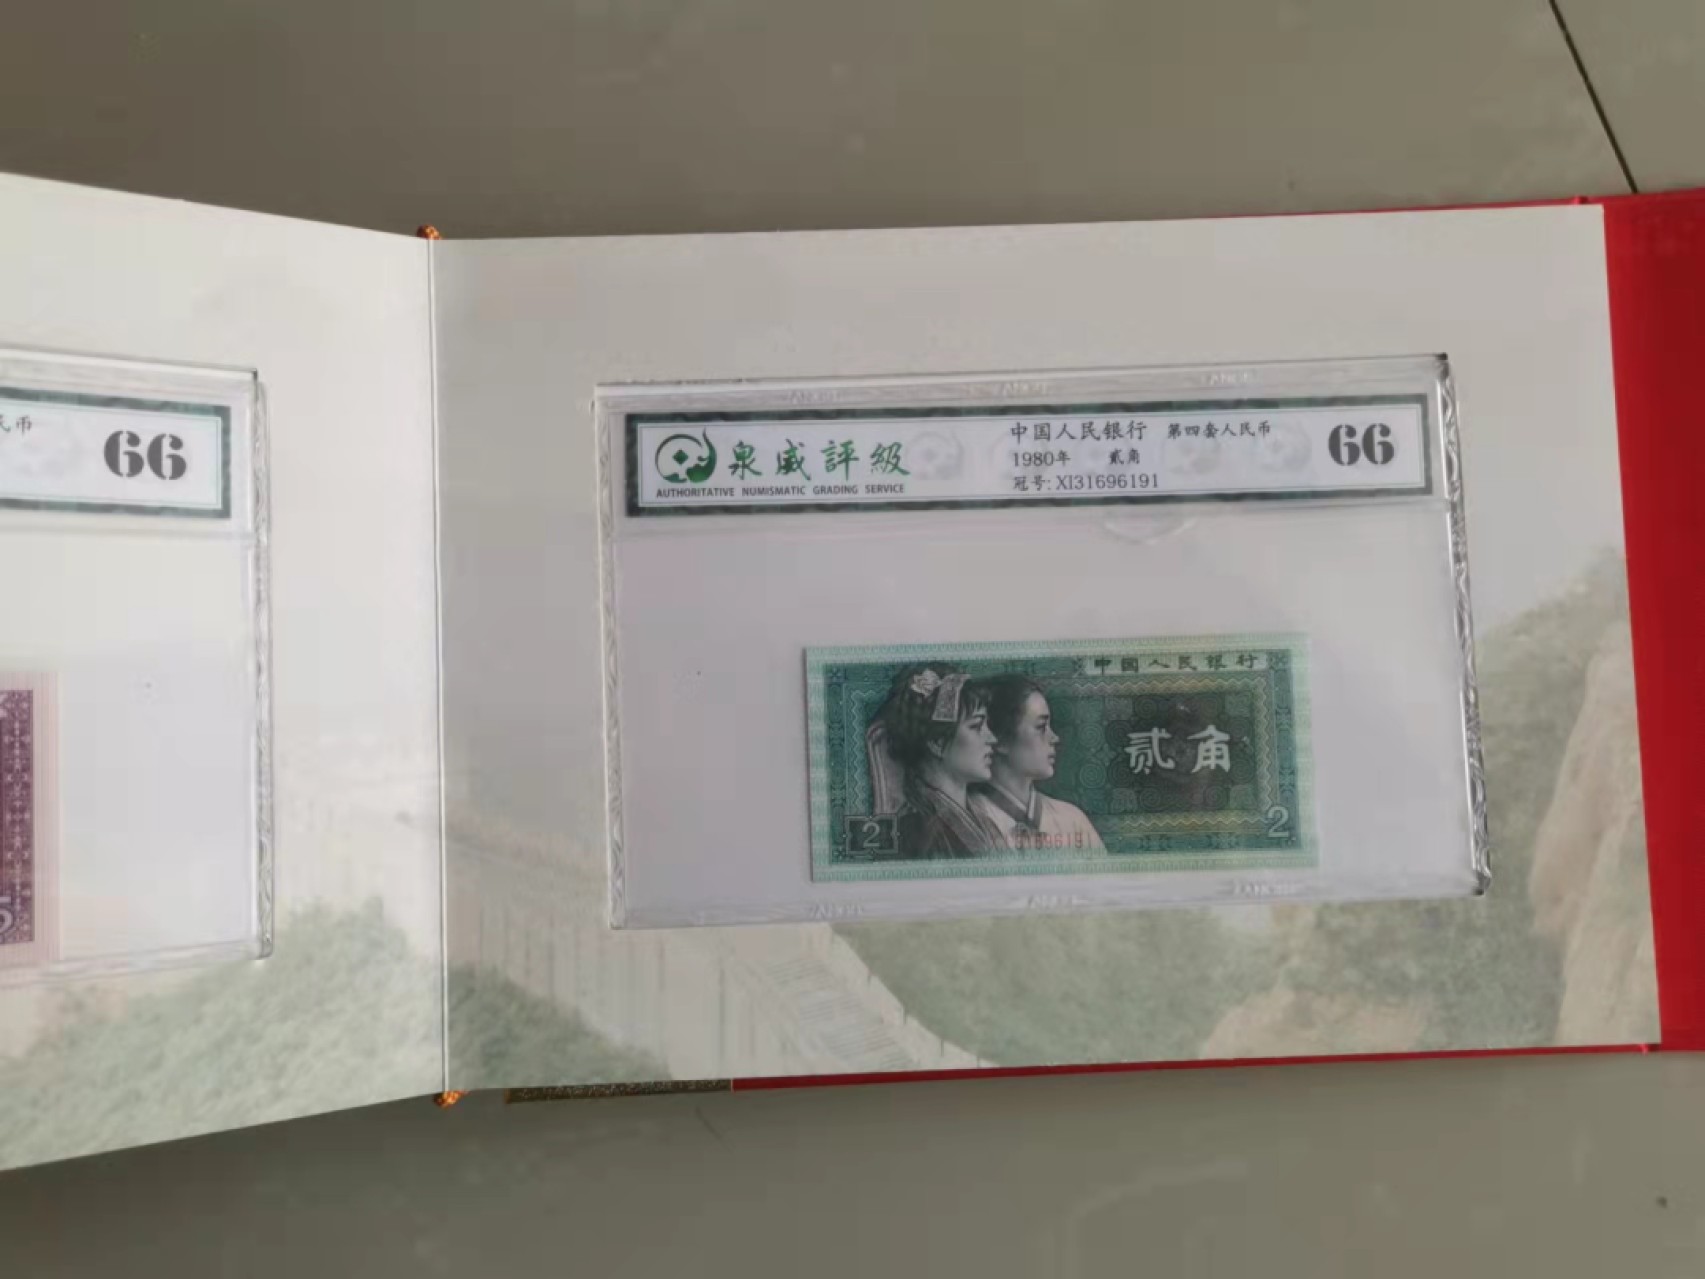 民币
66
5
泉威評級
AUTHORITATIVE NUMISMATIC GRADING SERVICE
中国人民银行 第四套人民币
1980年 贰角
冠号: XI31696191
66
中国人民银行
贰角
2
2